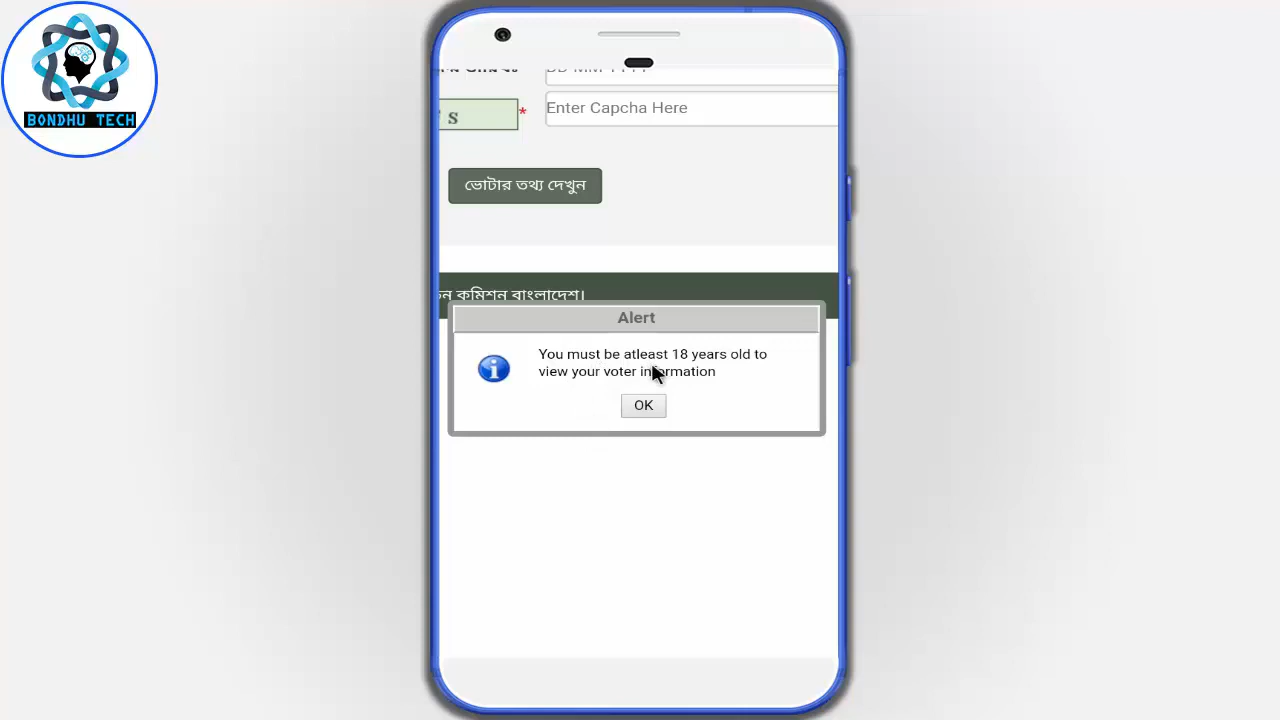 BONDHU TECH
DD-MM-YYYY
s * Enter Capcha Here
ভোটার তথ্য দেখুন
কমিশন বাংলাদেশ।
Alert
You must be atleast 18 years old to
view your voter information
OK